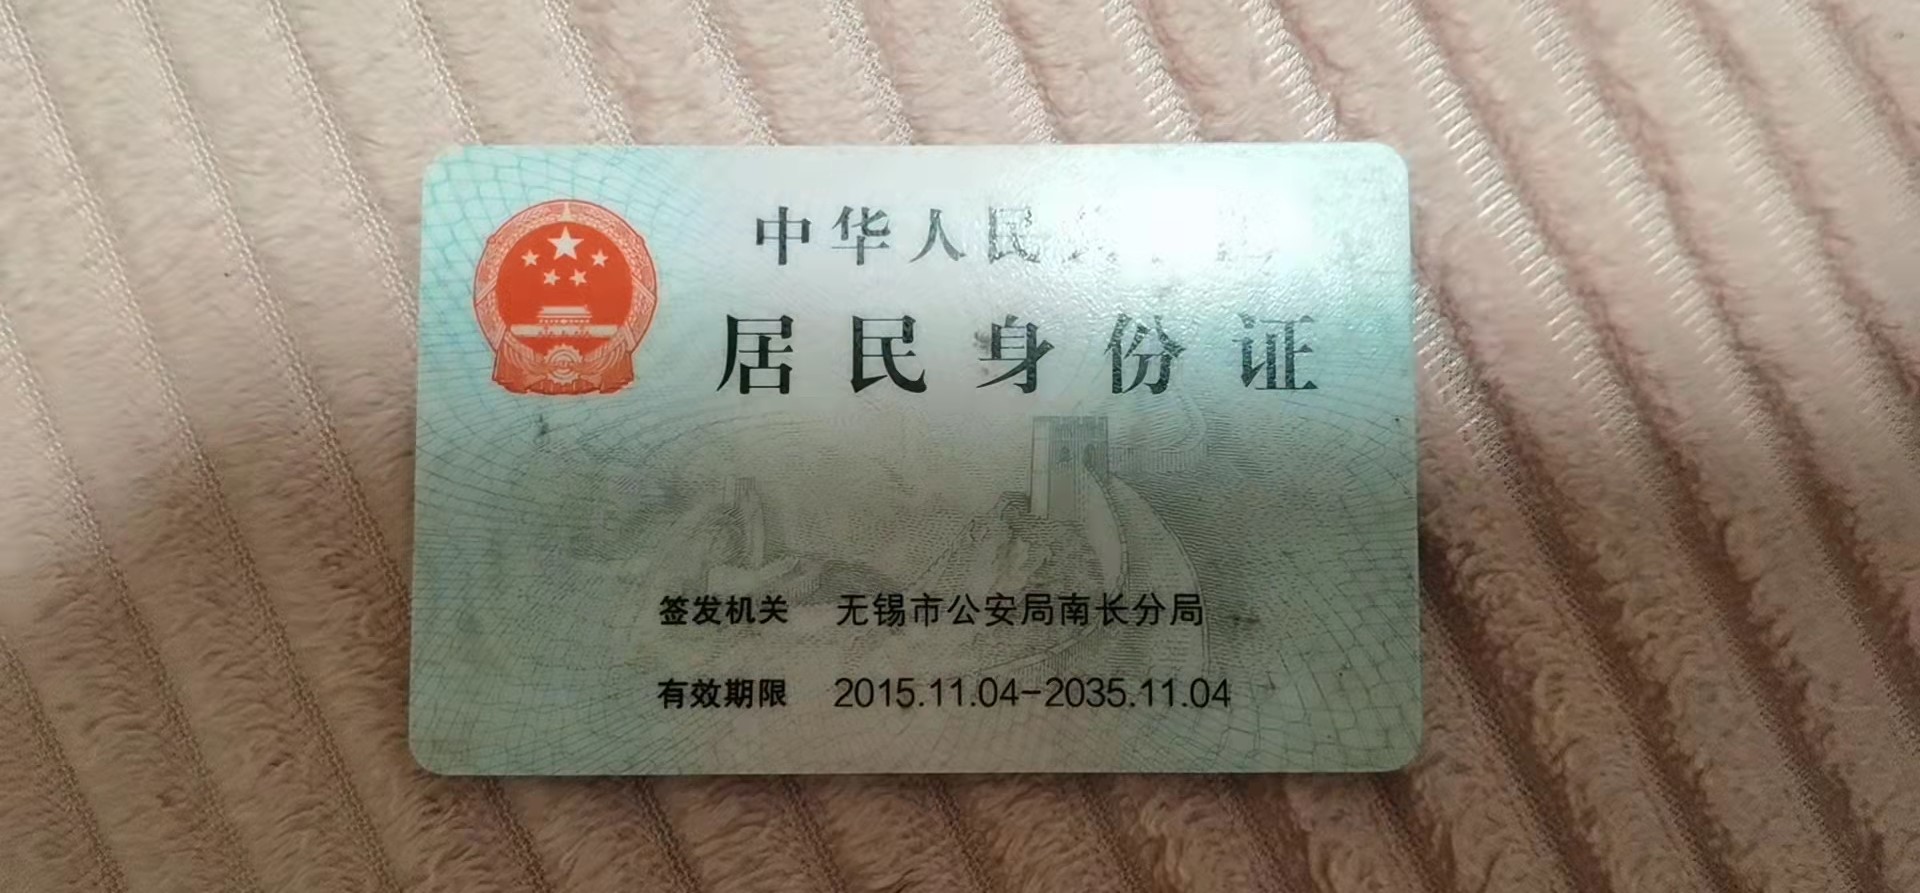 中华人民
居民身份证
签发机关 无锡市公安局南长分局
有效期限 2015.11.04-2035.11.04